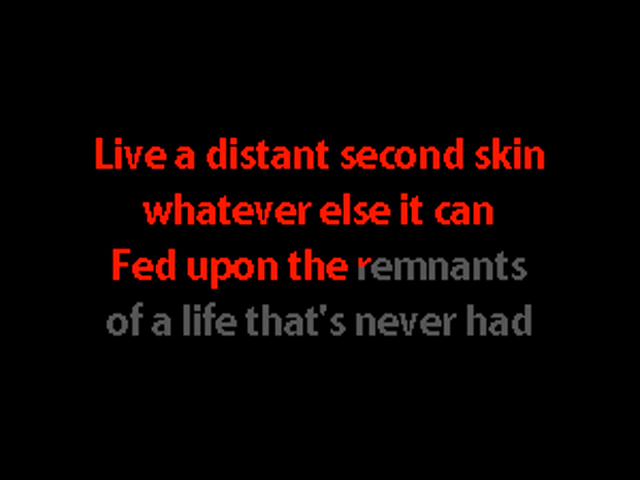 Live a distant second skin
whatever else it can
Fed upon the remnants
of a life that's never had